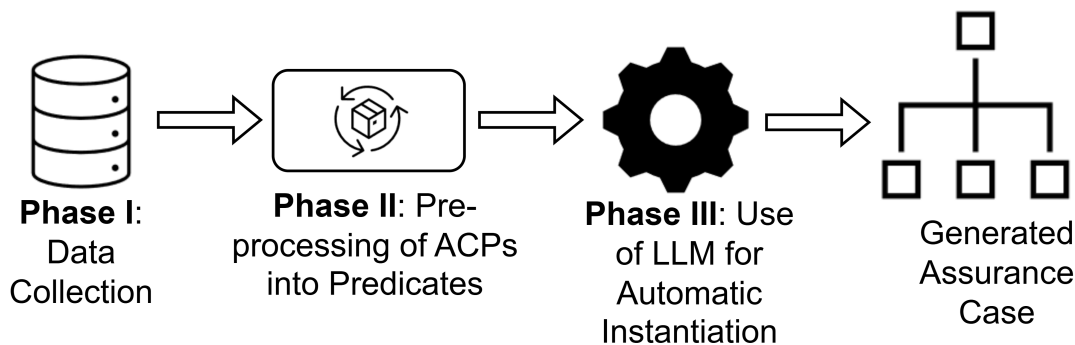 Phase I:
Data
Collection
Phase II: Pre-
processing of ACPs
into Predicates
Phase III: Use
of LLM for
Automatic
Instantiation
Generated
Assurance
Case